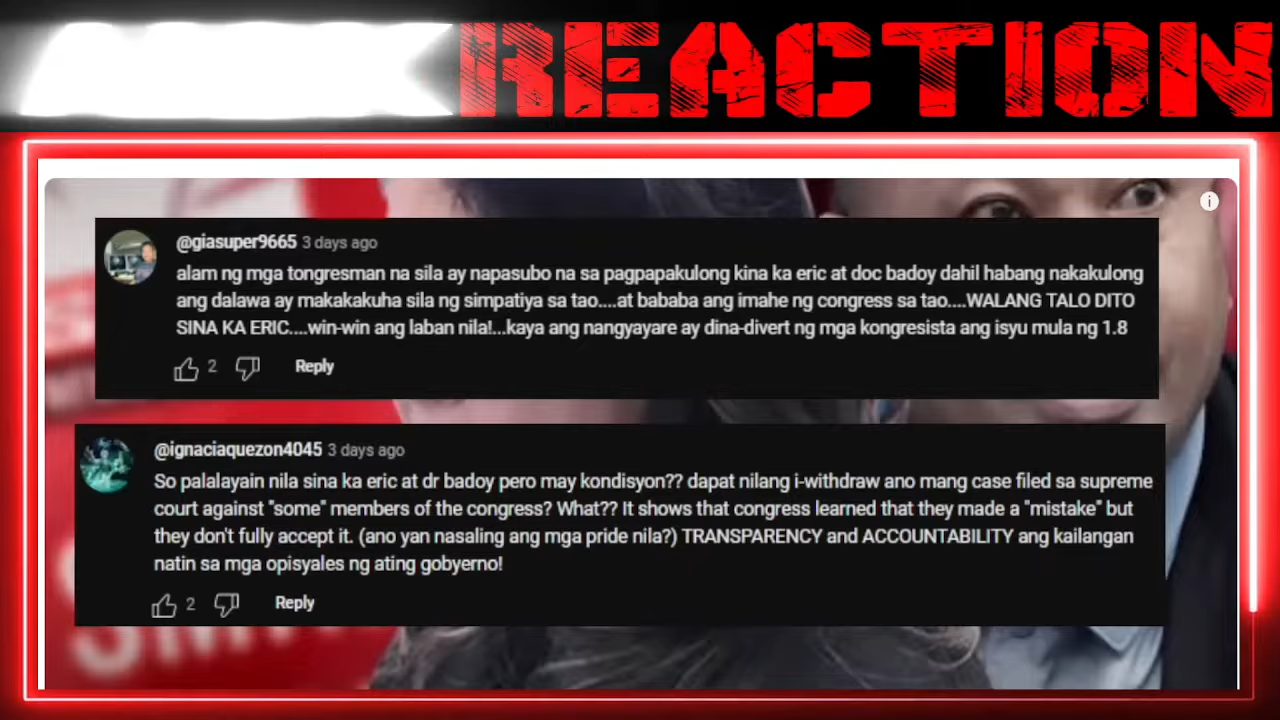 REACTION
@giasuper9665 3 days ago
alam ng mga tongresman na sila ay napasubo na sa pagpapakulong kina ka eric at doc badoy dahil habang nakakulong
ang dalawa ay makakakuha sila ng simpatiya sa tao....at bababa ang imahe ng congress sa tao....WALANG TALO DITO
SINA KA ERIC....win-win ang laban nila!...kaya ang nangyayare ay dina-divert ng mga kongresista ang isyu mula ng 1.8
2 Reply
@ignaciaquezon4045 3 days ago
So palalayain nila sina ka eric at dr badoy pero may kondisyon?? dapat nilang i-withdraw ano mang case filed sa supreme
court against "some" members of the congress? What?? It shows that congress learned that they made a "mistake" but
they don't fully accept it. (ano yan nasaling ang mga pride nila?) TRANSPARENCY and ACCOUNTABILITY ang kailangan
natin sa mga opisyales ng ating gobyerno!
2 Reply